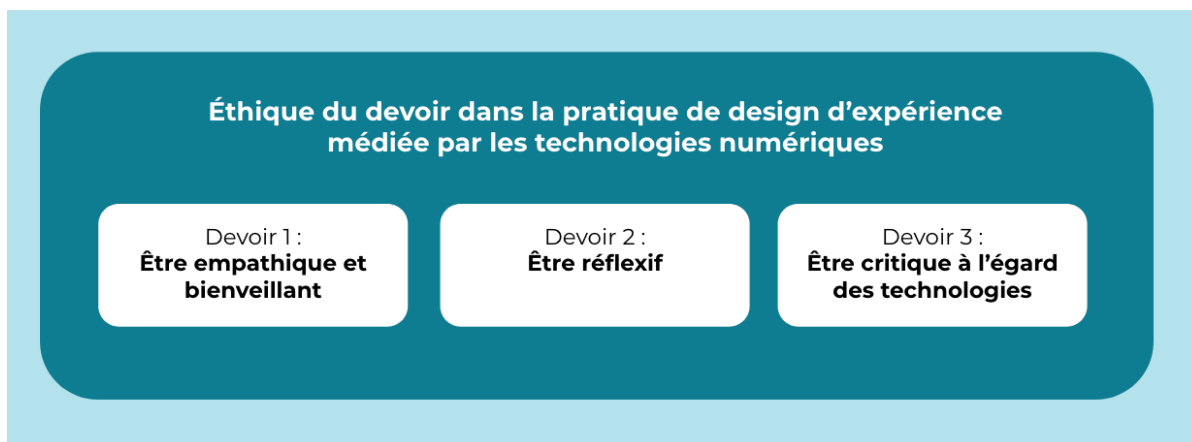 Éthique du devoir dans la pratique de design d’expérience
médiée par les technologies numériques
Devoir 1 :
Être empathique et
bienveillant
Devoir 2 :
Être réflexif
Devoir 3 :
Être critique à l’égard
des technologies